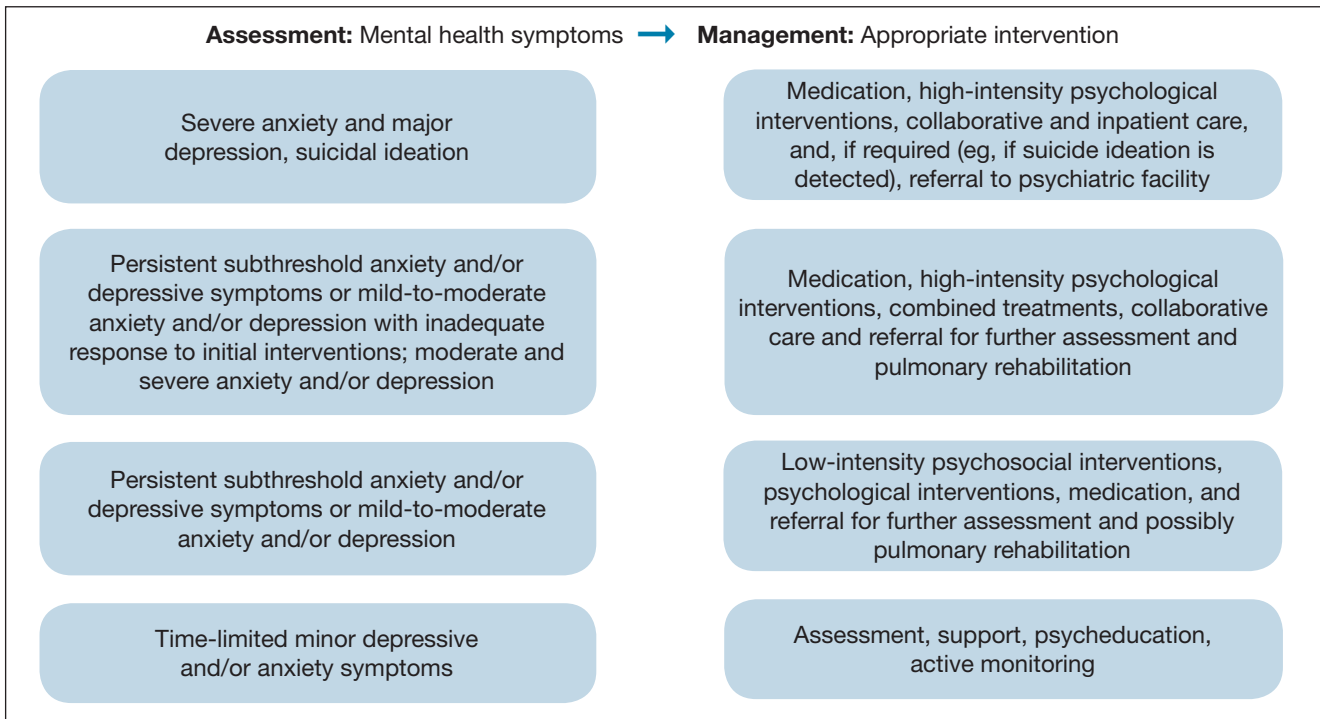 Assessment: Mental health symptoms → Management: Appropriate intervention
Severe anxiety and major
depression, suicidal ideation
Medication, high-intensity psychological
interventions, collaborative and inpatient care,
and, if required (eg, if suicide ideation is
detected), referral to psychiatric facility
Persistent subthreshold anxiety and/or
depressive symptoms or mild-to-moderate
anxiety and/or depression with inadequate
response to initial interventions; moderate and
severe anxiety and/or depression
Medication, high-intensity psychological
interventions, combined treatments, collaborative
care and referral for further assessment and
pulmonary rehabilitation
Persistent subthreshold anxiety and/or
depressive symptoms or mild-to-moderate
anxiety and/or depression
Low-intensity psychosocial interventions,
psychological interventions, medication, and
referral for further assessment and possibly
pulmonary rehabilitation
Time-limited minor depressive
and/or anxiety symptoms
Assessment, support, psycheducation,
active monitoring